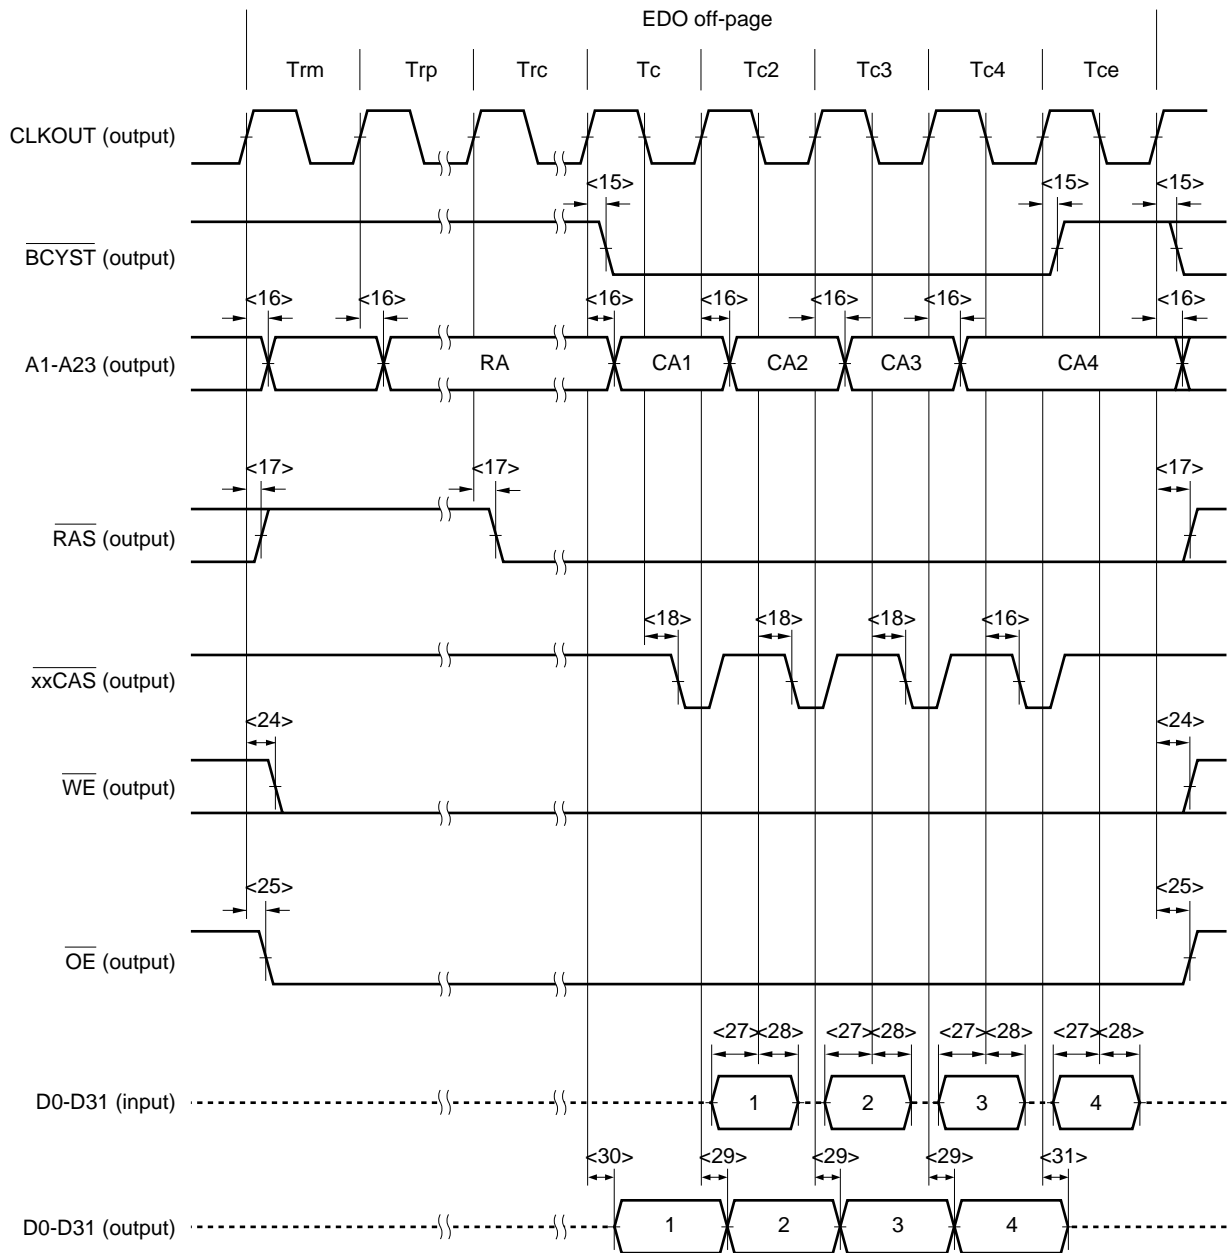 EDO off-page
Trm Trp Trc Tc Tc2 Tc3 Tc4 Tce
CLKOUT (output)
<15> <15> <15>
BCYST (output)
<16> <16> <16> <16> <16> <16> <16>
A1-A23 (output) RA CA1 CA2 CA3 CA4
<17> <17> <17>
RAS (output)
<18> <18> <18> <16>
xxCAS (output)
<24> <24>
WE (output)
<25> <25>
OE (output)
<27> <28> <27> <28> <27> <28> <27> <28>
D0-D31 (input) 1 2 3 4
<30> <29> <29> <29> <31>
D0-D31 (output) 1 2 3 4